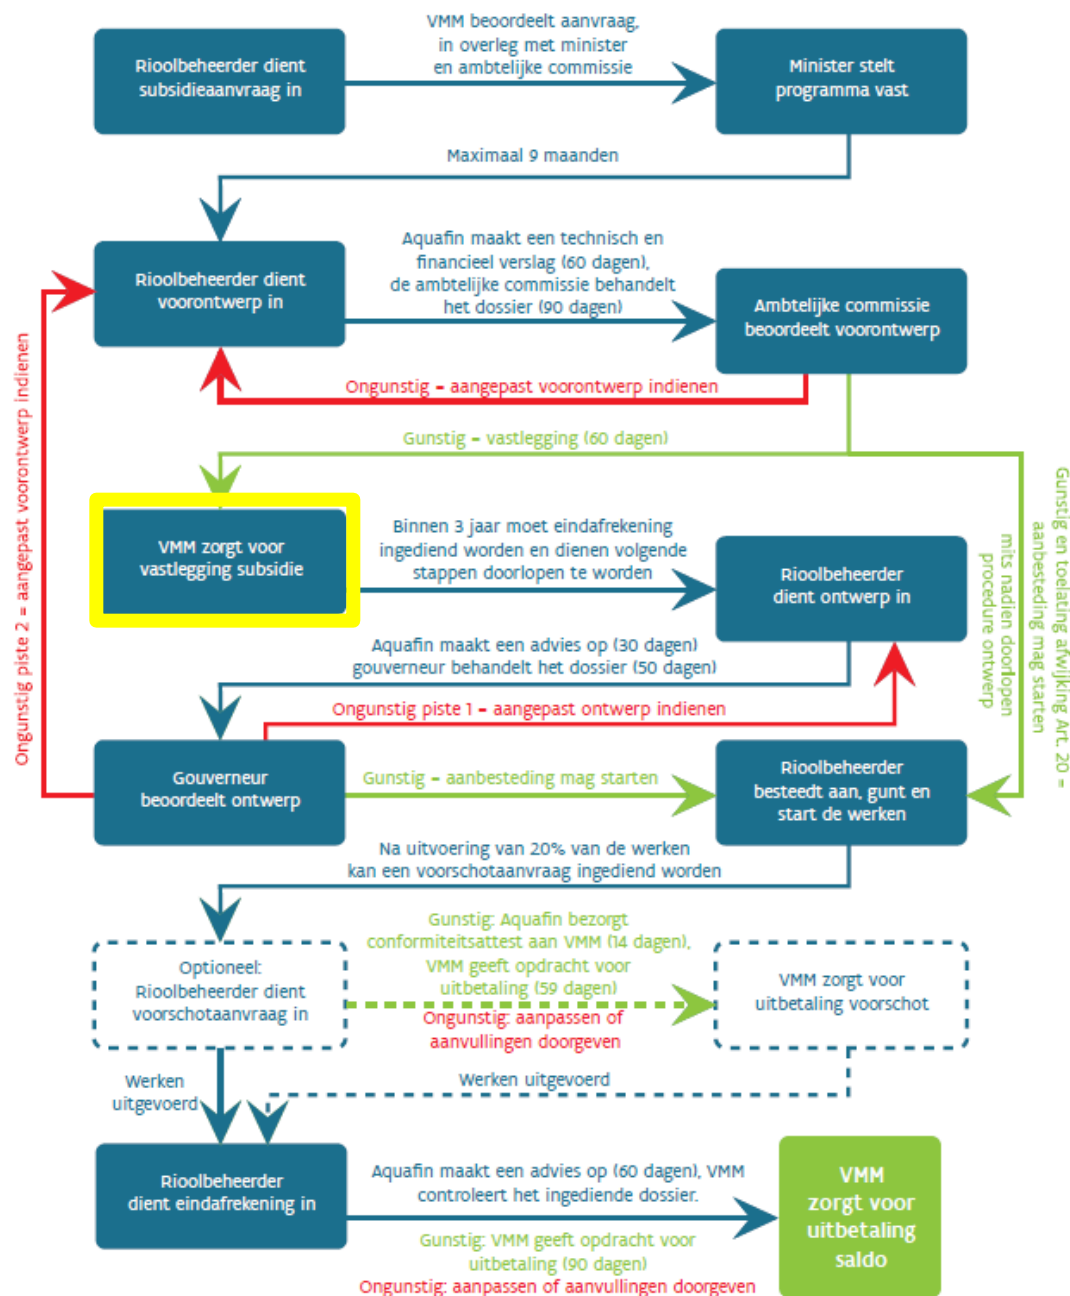 Rioolbeheerder dient
subsidieaanvraag in
VMM beoordeelt aanvraag,
in overleg met minister
en ambtelijke commissie
Minister stelt
programma vast
Maximaal 9 maanden
Rioolbeheerder dient
voorontwerp in
Aquafin maakt een technisch en
financieel verslag (60 dagen),
de ambtelijke commissie behandelt
het dossier (90 dagen)
Ambtelijke commissie
beoordeelt voorontwerp
Ongunstig = aangepast voorontwerp indienen
Gunstig = vastlegging (60 dagen)
Ongunstig piste 2 = aangepast voorontwerp indienen
Gunstig en toelating afwijking Art. 20 =
aanbesteding mag starten
mits nadien doorlopen
procedure ontwerp
VMM zorgt voor
vastlegging subsidie
Binnen 3 jaar moet eindafrekening
ingediend worden en dienen volgende
stappen doorlopen te worden
Rioolbeheerder
dient ontwerp in
Aquafin maakt een advies op (30 dagen)
gouverneur behandelt het dossier (50 dagen)
Ongunstig piste 1 = aangepast ontwerp indienen
Gouverneur
beoordeelt ontwerp
Gunstig = aanbesteding mag starten
Rioolbeheerder
besteedt aan, gunt en
start de werken
Na uitvoering van 20% van de werken
kan een voorschotaanvraag ingediend worden
Optioneel:
Rioolbeheerder dient
voorschotaanvraag in
Gunstig: Aquafin bezorgt
conformiteitsattest aan VMM (14 dagen),
VMM geeft opdracht voor
uitbetaling (59 dagen)
Ongunstig: aanpassen of
aanvullingen doorgeven
VMM zorgt voor
uitbetaling voorschot
Werken
uitgevoerd
Werken uitgevoerd
Rioolbeheerder
dient eindafrekening in
Aquafin maakt een advies op (60 dagen), VMM
controleert het ingediende dossier.
Gunstig: VMM geeft opdracht voor
uitbetaling (90 dagen)
Ongunstig: aanpassen of aanvullingen doorgeven
VMM
zorgt voor
uitbetaling
saldo